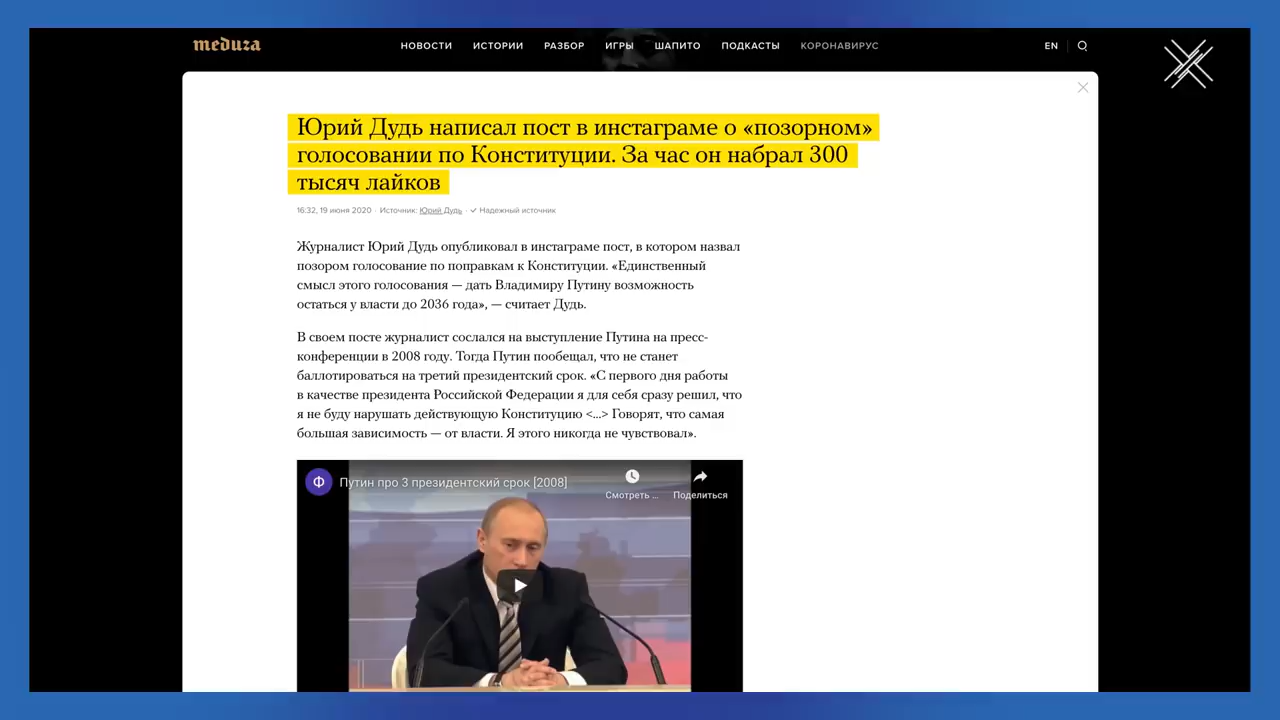 meduza
НОВОСТИ ИСТОРИИ РАЗБОР ИГРЫ ШАПИТО ПОДКАСТЫ КОРОНАВИРУС
EN
Юрий Дудь написал пост в инстаграме о «позорном»
голосовании по Конституции. За час он набрал 300
тысяч лайков
16:32, 19 июня 2020 · Источник: Юрий Дудь · ✓ Надежный источник
Журналист Юрий Дудь опубликовал в инстаграме пост, в котором назвал
позором голосование по поправкам к Конституции. «Единственный
смысл этого голосования — дать Владимиру Путину возможность
остаться у власти до 2036 года», — считает Дудь.
В своем посте журналист сослался на выступление Путина на пресс-
конференции в 2008 году. Тогда Путин пообещал, что не станет
баллотироваться на третий президентский срок. «С первого дня работы
в качестве президента Российской Федерации я для себя сразу решил, что
я не буду нарушать действующую Конституцию <...> Говорят, что самая
большая зависимость — от власти. Я этого никогда не чувствовал».
Ф Путин про 3 президентский срок [2008]
Смотреть ... Поделиться